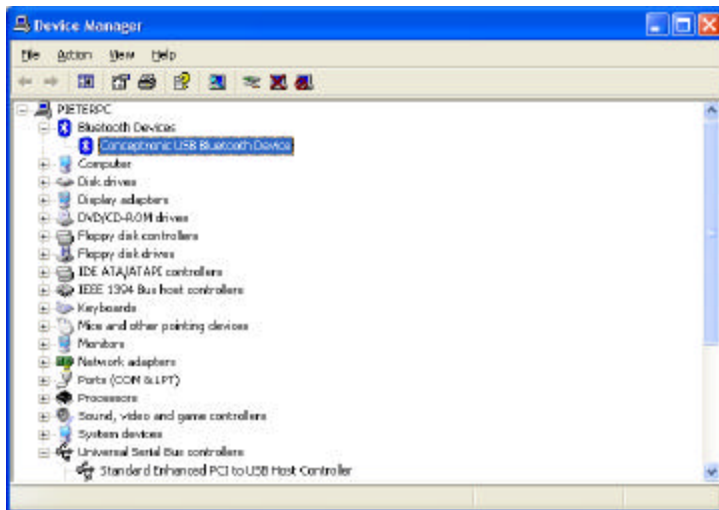 Device Manager
File Action View Help
PIETERPC
Bluetooth Devices
Conceptronic USB Bluetooth Device
Computer
Disk drives
Display adapters
DVD/CD-ROM drives
Floppy disk controllers
Floppy disk drives
IDE ATA/ATAPI controllers
IEEE 1394 Bus host controllers
Keyboards
Mice and other pointing devices
Monitors
Network adapters
Ports (COM & LPT)
Processors
Sound, video and game controllers
System devices
Universal Serial Bus controllers
Standard Enhanced PCI to USB Host Controller